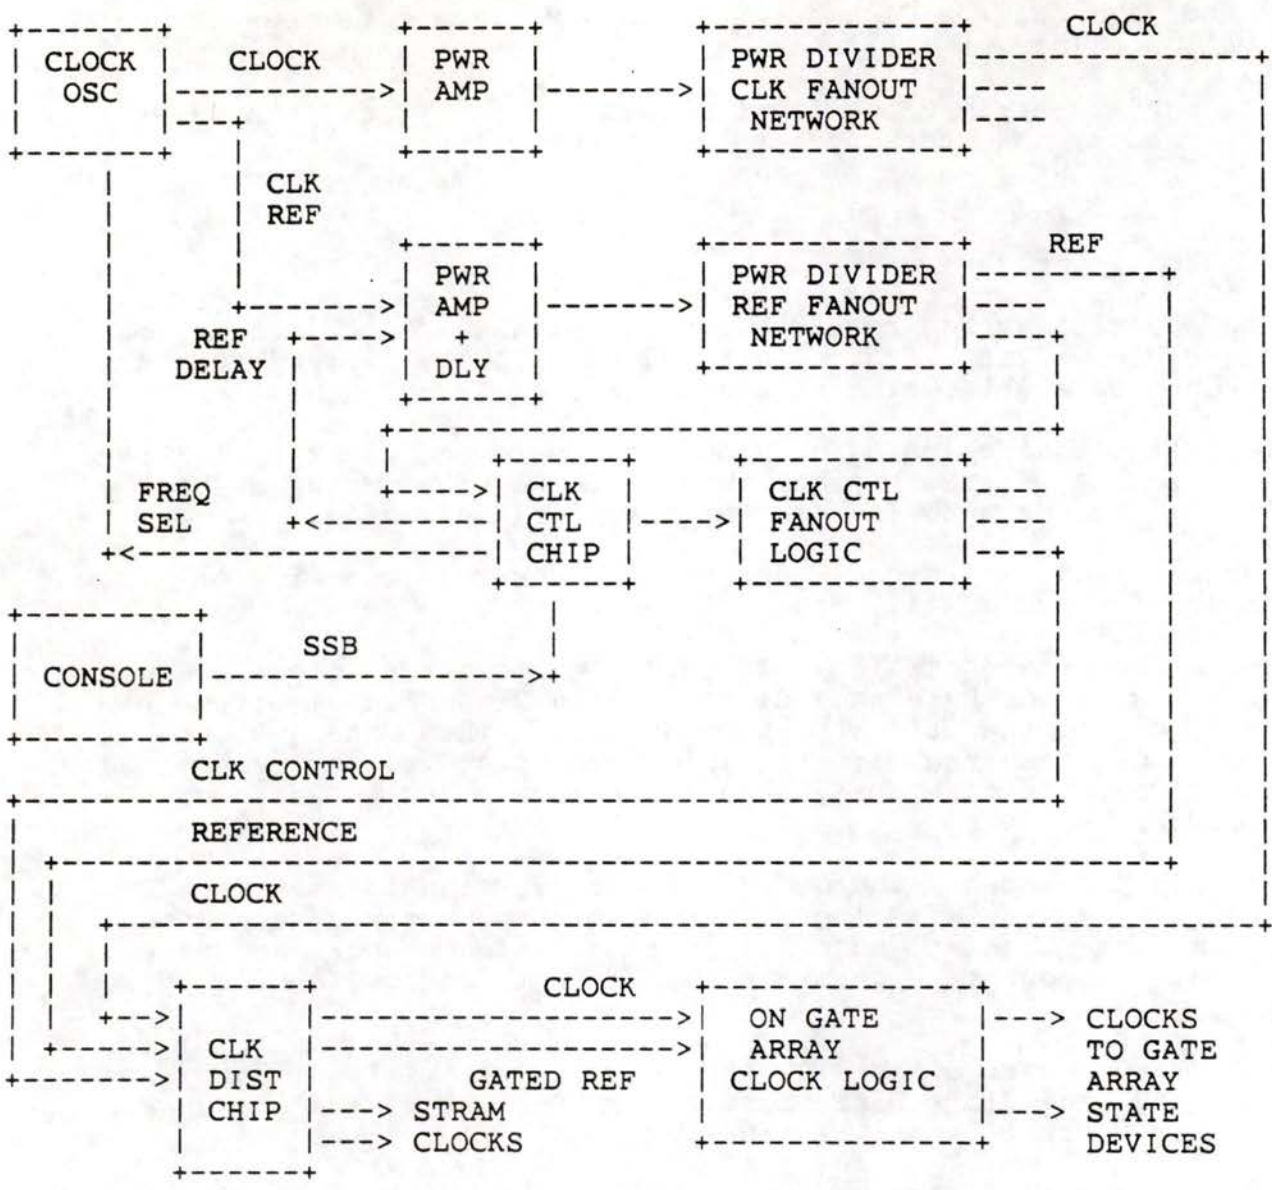 CLOCK
CLOCK OSC
CLOCK
PWR AMP
PWR DIVIDER
CLK FANOUT
NETWORK
CLK
REF
REF
PWR
AMP
+
DLY
PWR DIVIDER
REF FANOUT
NETWORK
REF
DELAY
FREQ
SEL
CLK
CTL
CHIP
CLK CTL
FANOUT
LOGIC
SSB
CONSOLE
CLK CONTROL
REFERENCE
CLOCK
CLOCK
CLK
DIST
CHIP
GATED REF
STRAM
CLOCKS
ON GATE
ARRAY
CLOCK LOGIC
CLOCKS
TO GATE
ARRAY
STATE
DEVICES